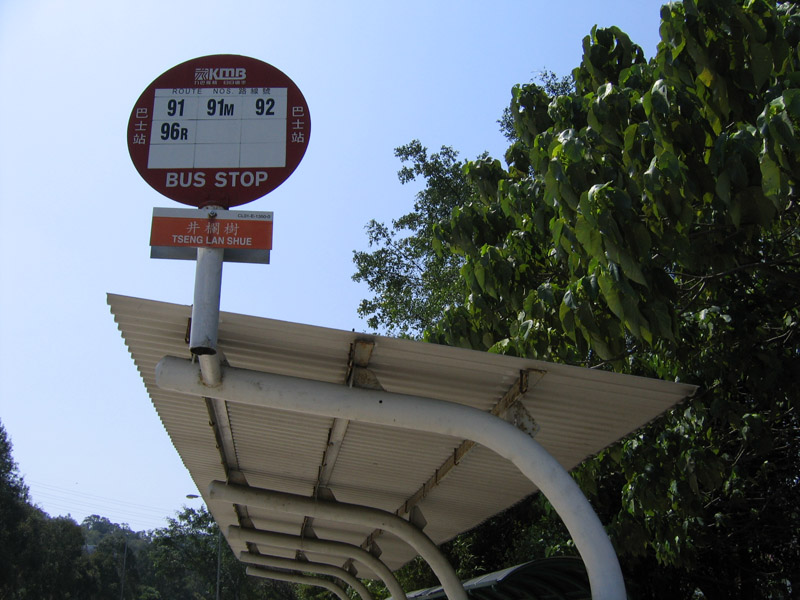 KMB
ROUTE NOS. 路線號
91 91M 92
96R
巴士站
巴士站
BUS STOP
井欄樹
TSENG LAN SHUE